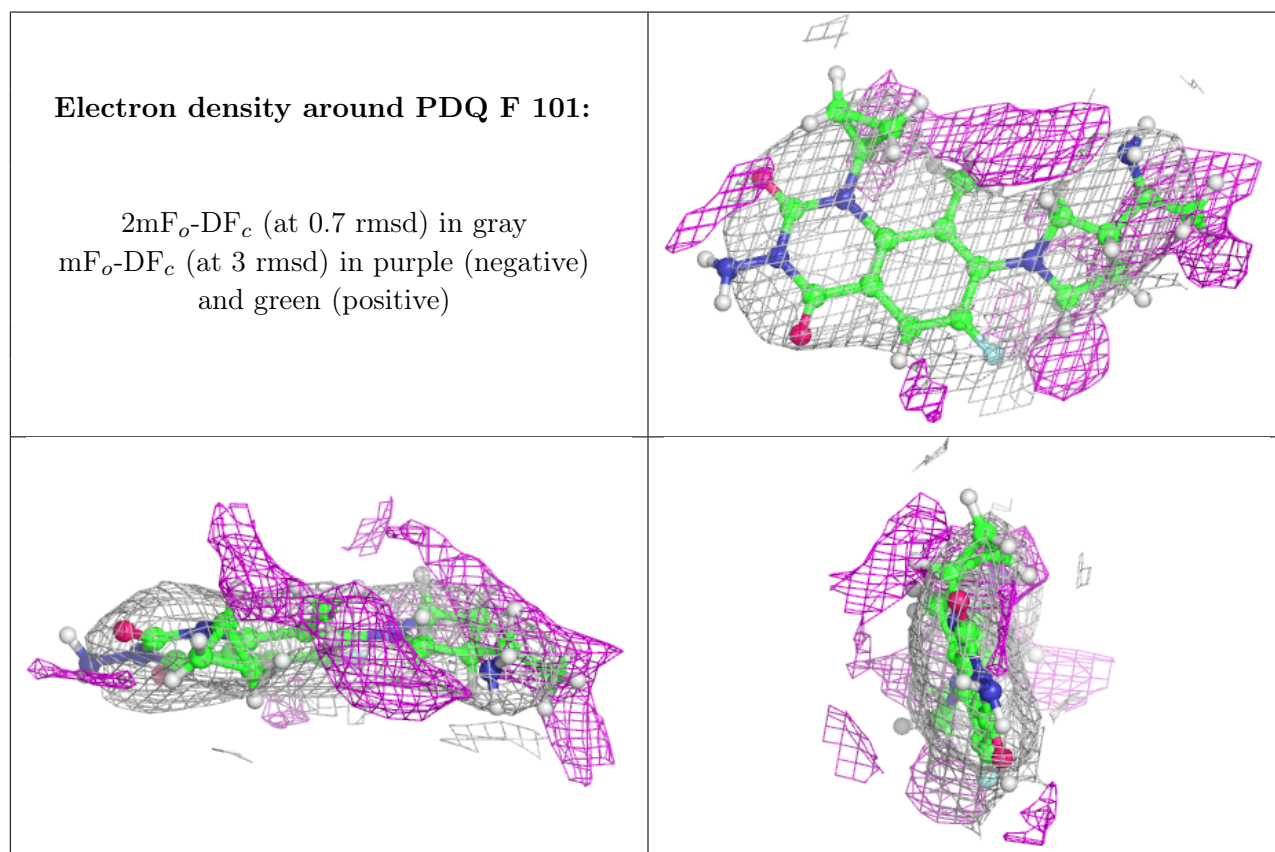 Electron density around PDQ F 101:
2mFo-DFc (at 0.7 rmsd) in gray
mFo-DFc (at 3 rmsd) in purple (negative)
and green (positive)